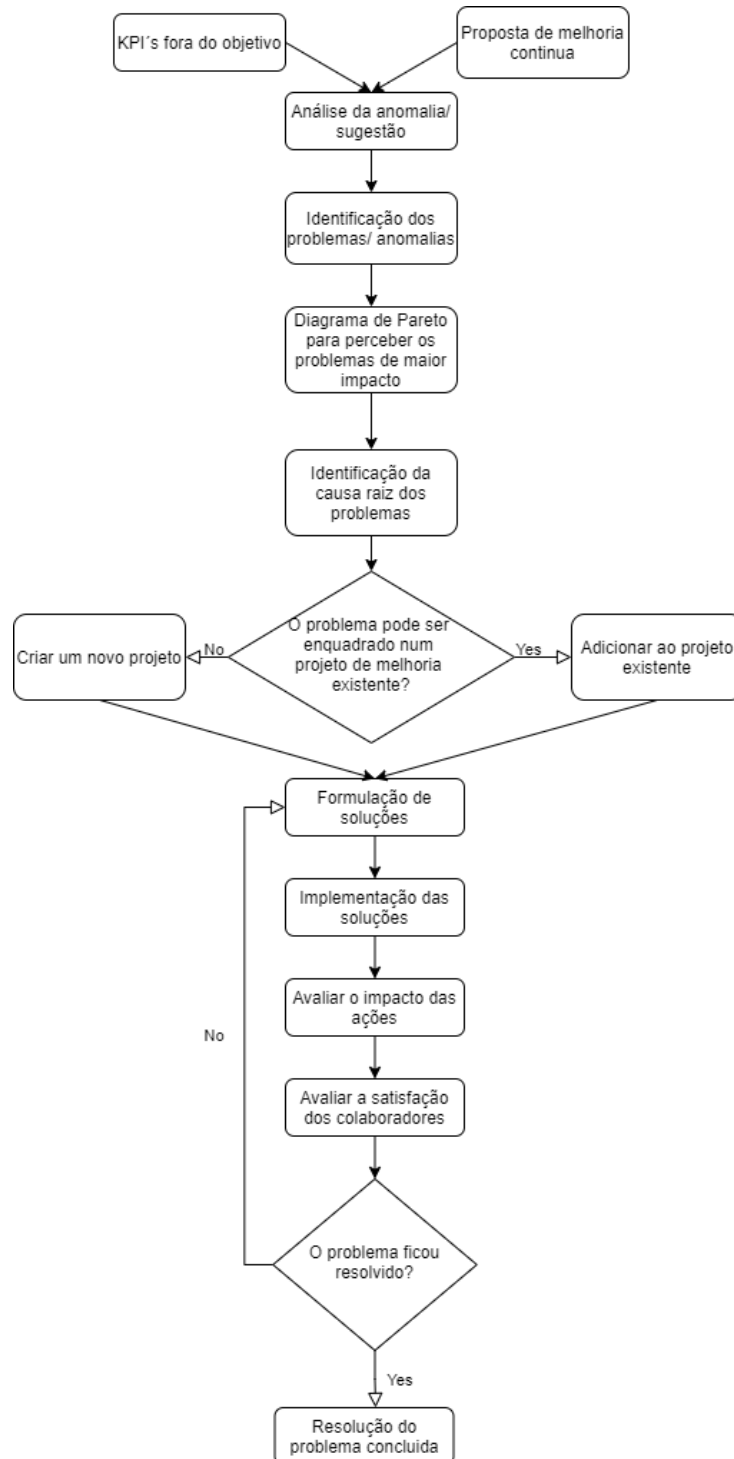 KPI´s fora do objetivo
Proposta de melhoria
continua
Análise da anomalia/
sugestão
Identificação dos
problemas/ anomalias
Diagrama de Pareto
para perceber os
problemas de maior
impacto
Identificação da
causa raiz dos
problemas
O problema pode ser
enquadrado num
projeto de melhoria
existente?
No
Yes
Criar um novo projeto
Adicionar ao projeto
existente
Formulação de
soluções
Implementação das
soluções
Avaliar o impacto das
ações
No
Avaliar a satisfação
dos colaboradores
O problema ficou
resolvido?
Yes
Resolução do
problema concluida